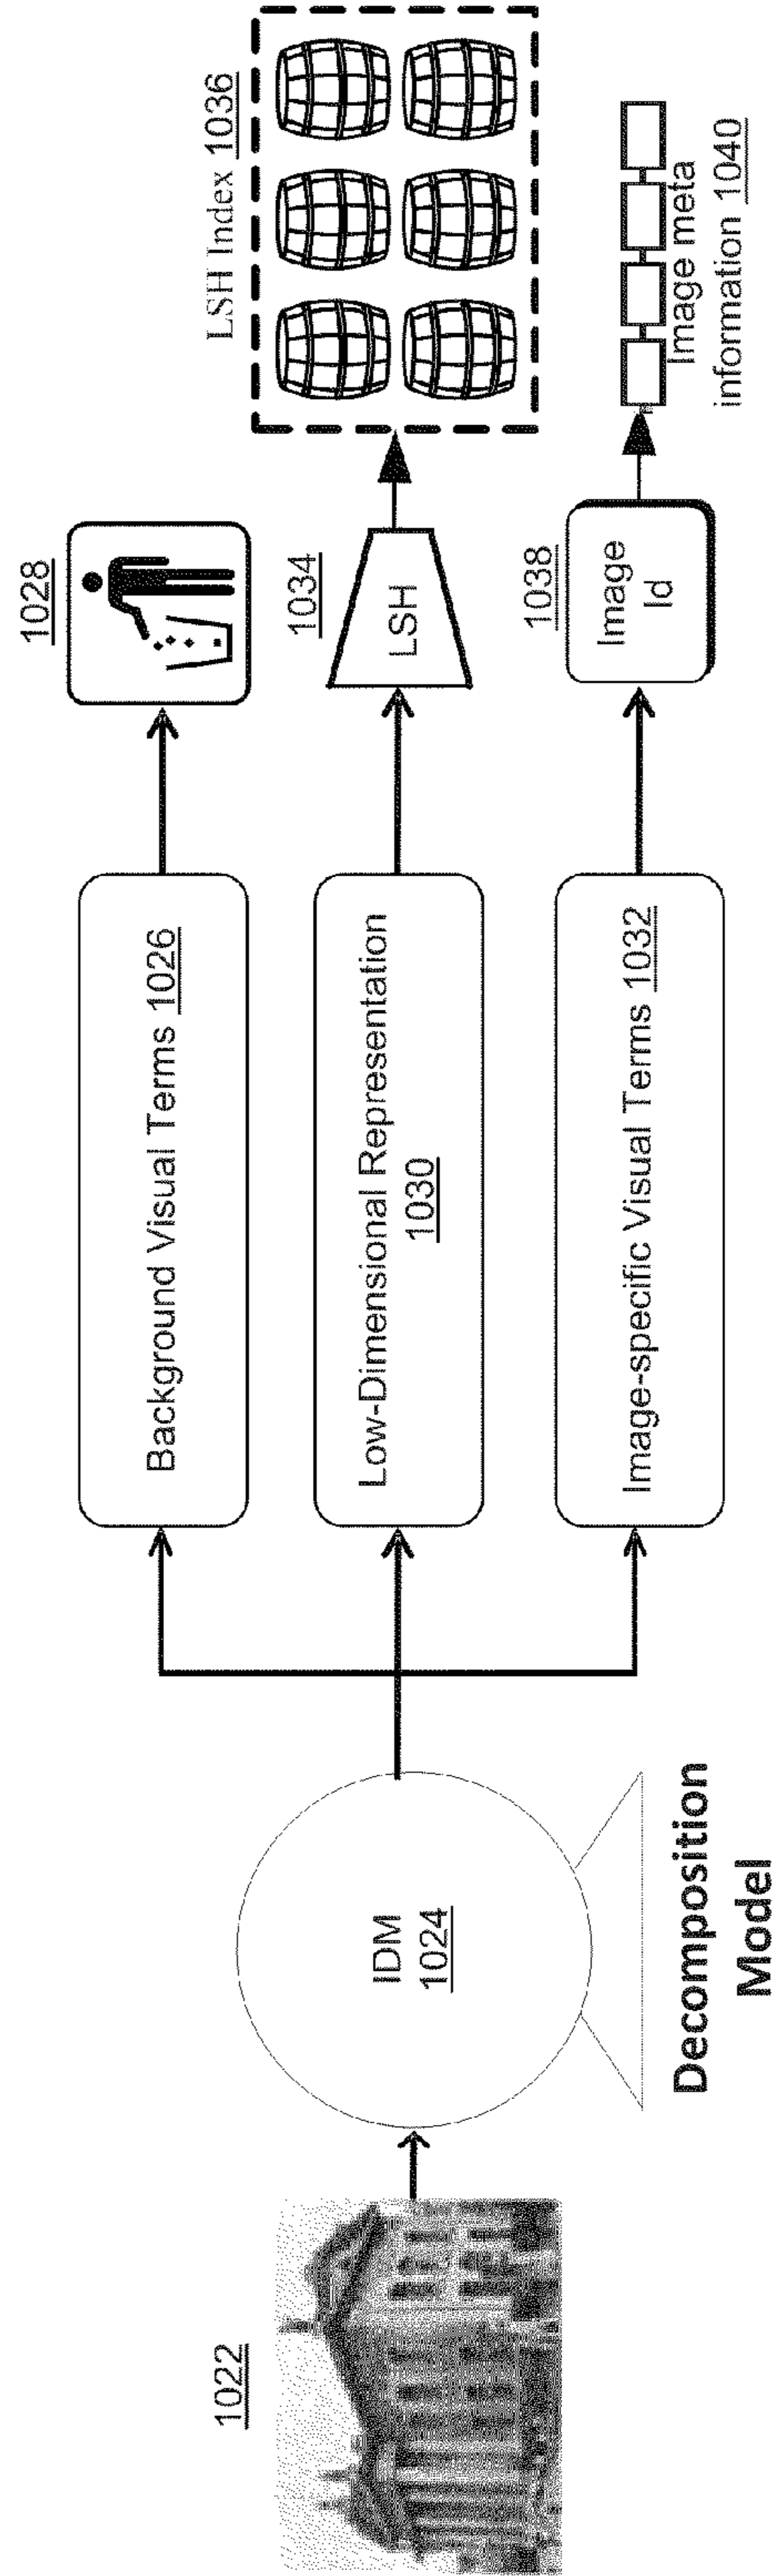 1022
IDM
1024
Decomposition
Model
Background Visual Terms 1026
1028
Low-Dimensional Representation
1030
1034
LSH
LSH Index 1036
Image-specific Visual Terms 1032
1038
Image
Id
Image meta
information 1040